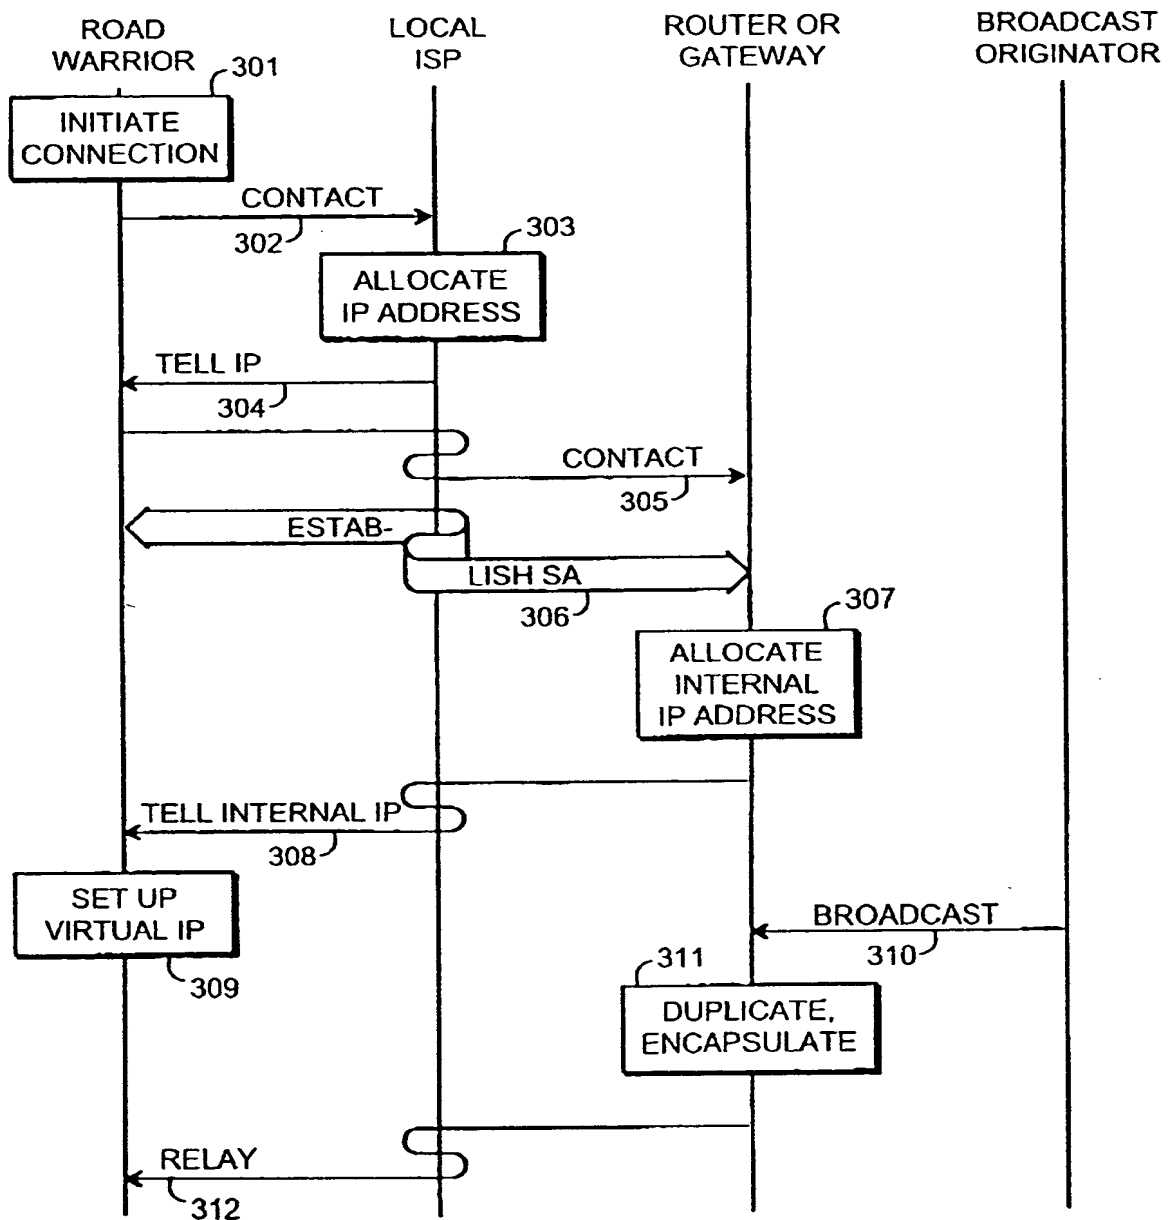 ROAD
WARRIOR
LOCAL
ISP
ROUTER OR
GATEWAY
BROADCAST
ORIGINATOR
301
INITIATE
CONNECTION
CONTACT
302
303
ALLOCATE
IP ADDRESS
TELL IP
304
CONTACT
305
ESTAB-
LISH SA
306
307
ALLOCATE
INTERNAL
IP ADDRESS
TELL INTERNAL IP
308
SET UP
VIRTUAL IP
309
BROADCAST
310
311
DUPLICATE,
ENCAPSULATE
RELAY
312